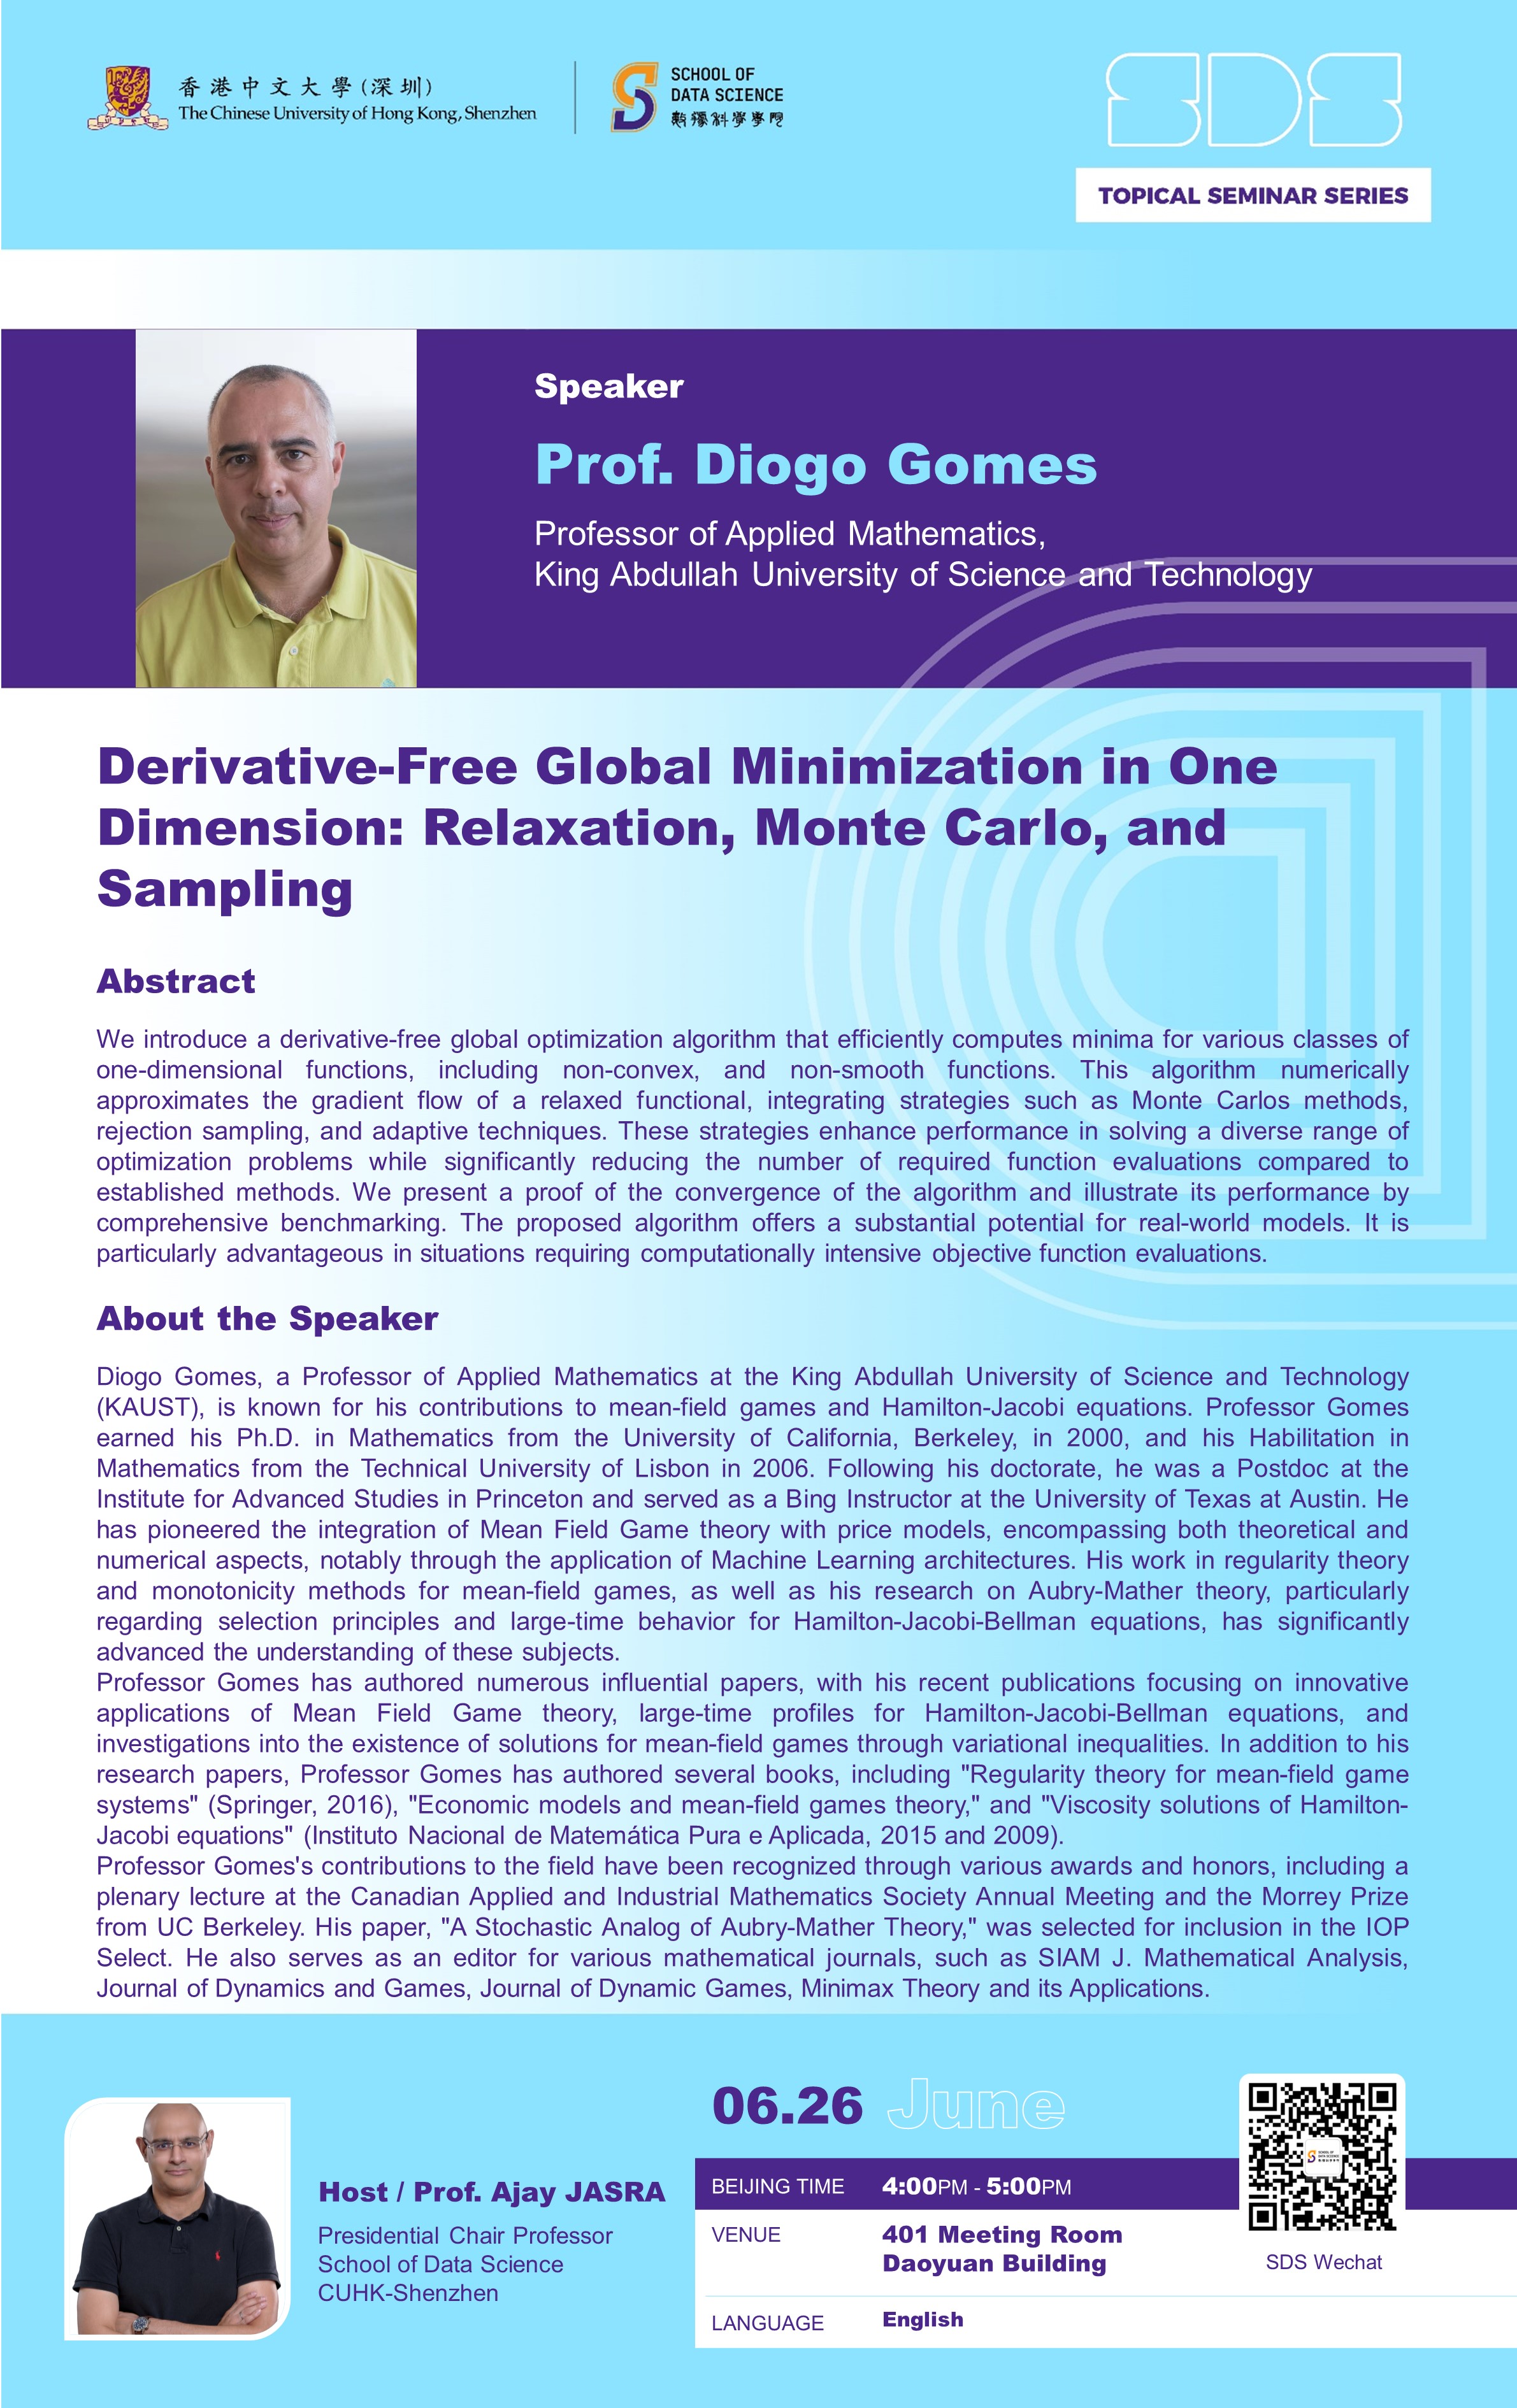 香港中文大學(深圳)
The Chinese University of Hong Kong, Shenzhen
SCHOOL OF
DATA SCIENCE
數據科學學院
SDS
TOPICAL SEMINAR SERIES
Speaker
Prof. Diogo Gomes
Professor of Applied Mathematics,
King Abdullah University of Science and Technology
Derivative-Free Global Minimization in One
Dimension: Relaxation, Monte Carlo, and
Sampling
Abstract
We introduce a derivative-free global optimization algorithm that efficiently computes minima for various classes of
one-dimensional functions, including non-convex, and non-smooth functions. This algorithm numerically
approximates the gradient flow of a relaxed functional, integrating strategies such as Monte Carlos methods,
rejection sampling, and adaptive techniques. These strategies enhance performance in solving a diverse range of
optimization problems while significantly reducing the number of required function evaluations compared to
established methods. We present a proof of the convergence of the algorithm and illustrate its performance by
comprehensive benchmarking. The proposed algorithm offers a substantial potential for real-world models. It is
particularly advantageous in situations requiring computationally intensive objective function evaluations.
About the Speaker
Diogo Gomes, a Professor of Applied Mathematics at the King Abdullah University of Science and Technology
(KAUST), is known for his contributions to mean-field games and Hamilton-Jacobi equations. Professor Gomes
earned his Ph.D. in Mathematics from the University of California, Berkeley, in 2000, and his Habilitation in
Mathematics from the Technical University of Lisbon in 2006. Following his doctorate, he was a Postdoc at the
Institute for Advanced Studies in Princeton and served as a Bing Instructor at the University of Texas at Austin. He
has pioneered the integration of Mean Field Game theory with price models, encompassing both theoretical and
numerical aspects, notably through the application of Machine Learning architectures. His work in regularity theory
and monotonicity methods for mean-field games, as well as his research on Aubry-Mather theory, particularly
regarding selection principles and large-time behavior for Hamilton-Jacobi-Bellman equations, has significantly
advanced the understanding of these subjects.
Professor Gomes has authored numerous influential papers, with his recent publications focusing on innovative
applications of Mean Field Game theory, large-time profiles for Hamilton-Jacobi-Bellman equations, and
investigations into the existence of solutions for mean-field games through variational inequalities. In addition to his
research papers, Professor Gomes has authored several books, including "Regularity theory for mean-field game
systems" (Springer, 2016), "Economic models and mean-field games theory," and "Viscosity solutions of Hamilton-
Jacobi equations" (Instituto Nacional de Matemática Pura e Aplicada, 2015 and 2009).
Professor Gomes's contributions to the field have been recognized through various awards and honors, including a
plenary lecture at the Canadian Applied and Industrial Mathematics Society Annual Meeting and the Morrey Prize
from UC Berkeley. His paper, "A Stochastic Analog of Aubry-Mather Theory," was selected for inclusion in the IOP
Select. He also serves as an editor for various mathematical journals, such as SIAM J. Mathematical Analysis,
Journal of Dynamics and Games, Journal of Dynamic Games, Minimax Theory and its Applications.
Host / Prof. Ajay JASRA
Presidential Chair Professor
School of Data Science
CUHK-Shenzhen
06.26 June
BEIJING TIME 4:00PM - 5:00PM
VENUE 401 Meeting Room
Daoyuan Building
LANGUAGE English
SDS Wechat